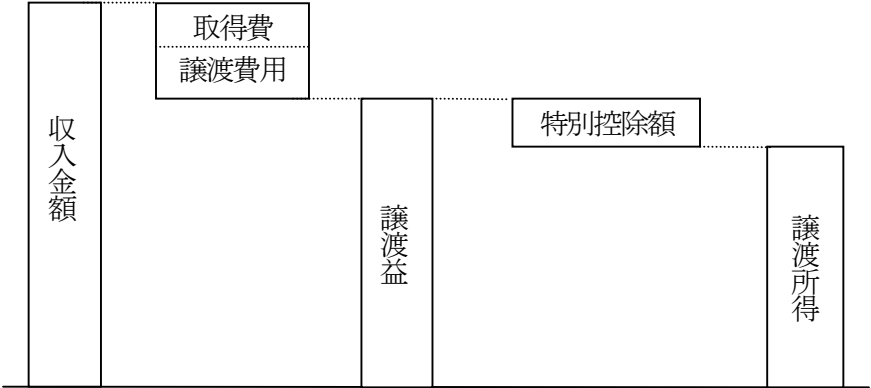 収入金額
取得費
譲渡費用
譲渡益
特別控除額
譲渡所得